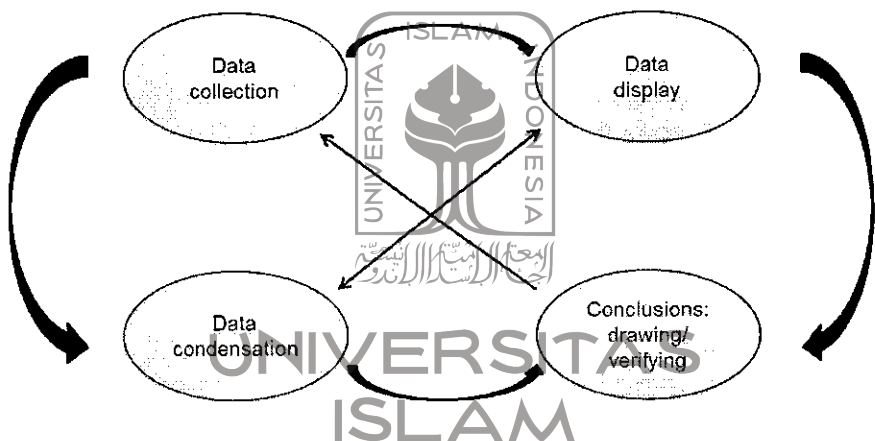 Data
collection
Data
display
Data
condensation
Conclusions:
drawing/
verifying
UNIVERSITAS
ISLAM
INDONESIA
UNIVERSITAS
ISLAM